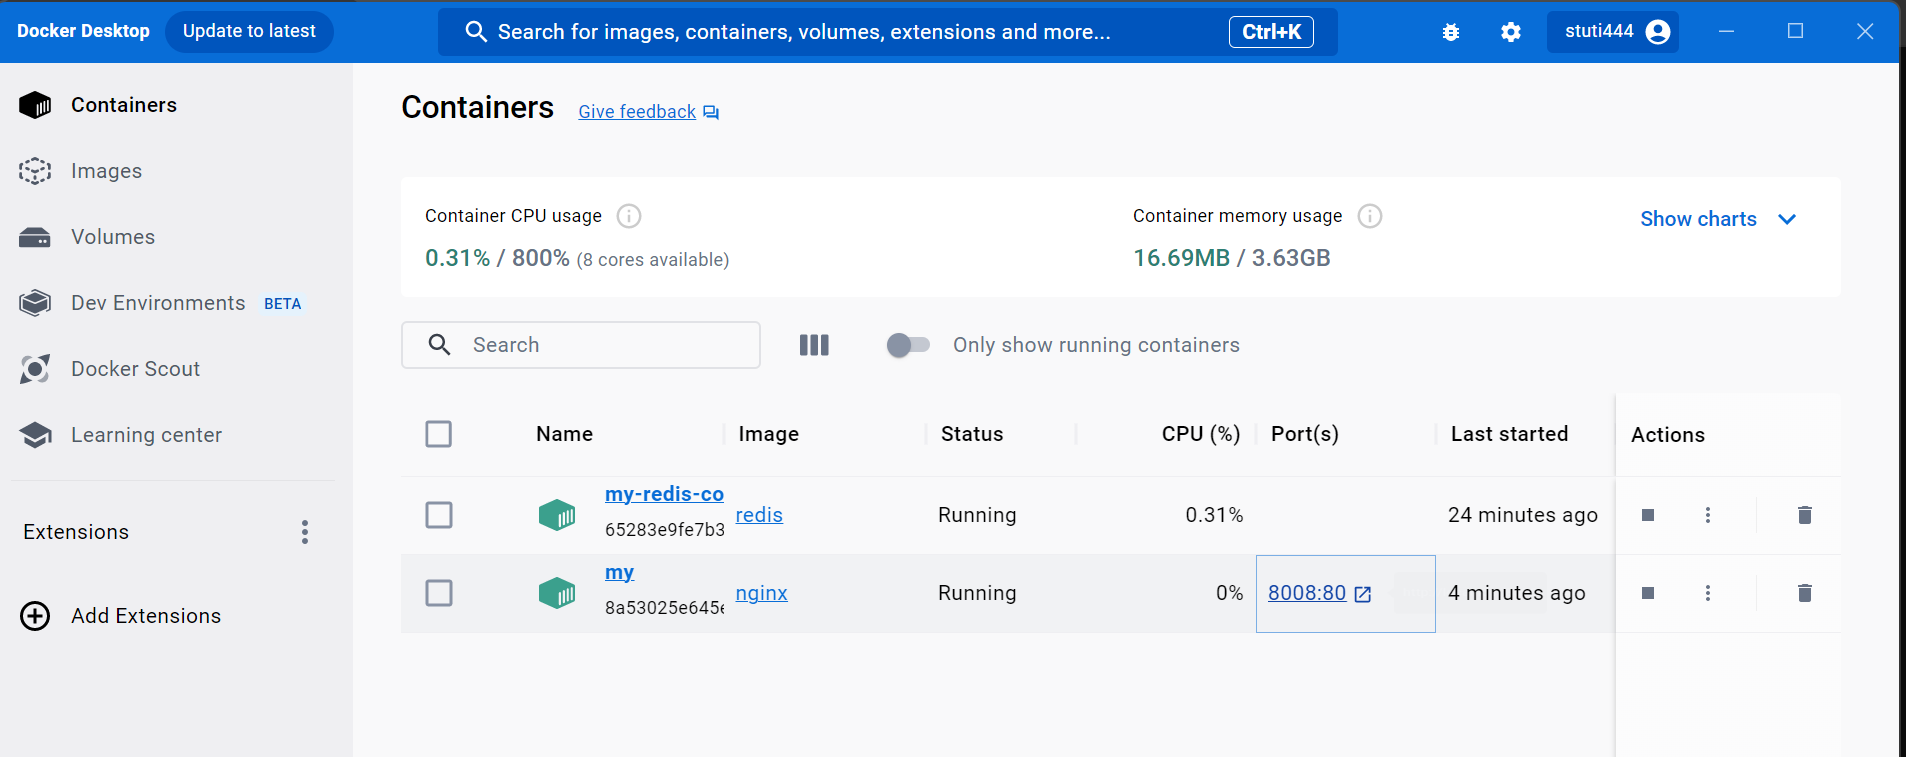 Docker Desktop Update to latest Search for images, containers, volumes, extensions and more... Ctrl+K stuti444
Containers
Images
Volumes
Dev Environments BETA
Docker Scout
Learning center
Extensions
Add Extensions
Containers Give feedback
Container CPU usage
0.31% / 800% (8 cores available)
Container memory usage
16.69MB / 3.63GB
Show charts
Search Only show running containers
Name Image Status CPU (%) Port(s) Last started Actions
my-redis-co
65283e9fe7b3
redis Running 0.31% 24 minutes ago
my
8a53025e645e
nginx Running 0% 8008:80 4 minutes ago